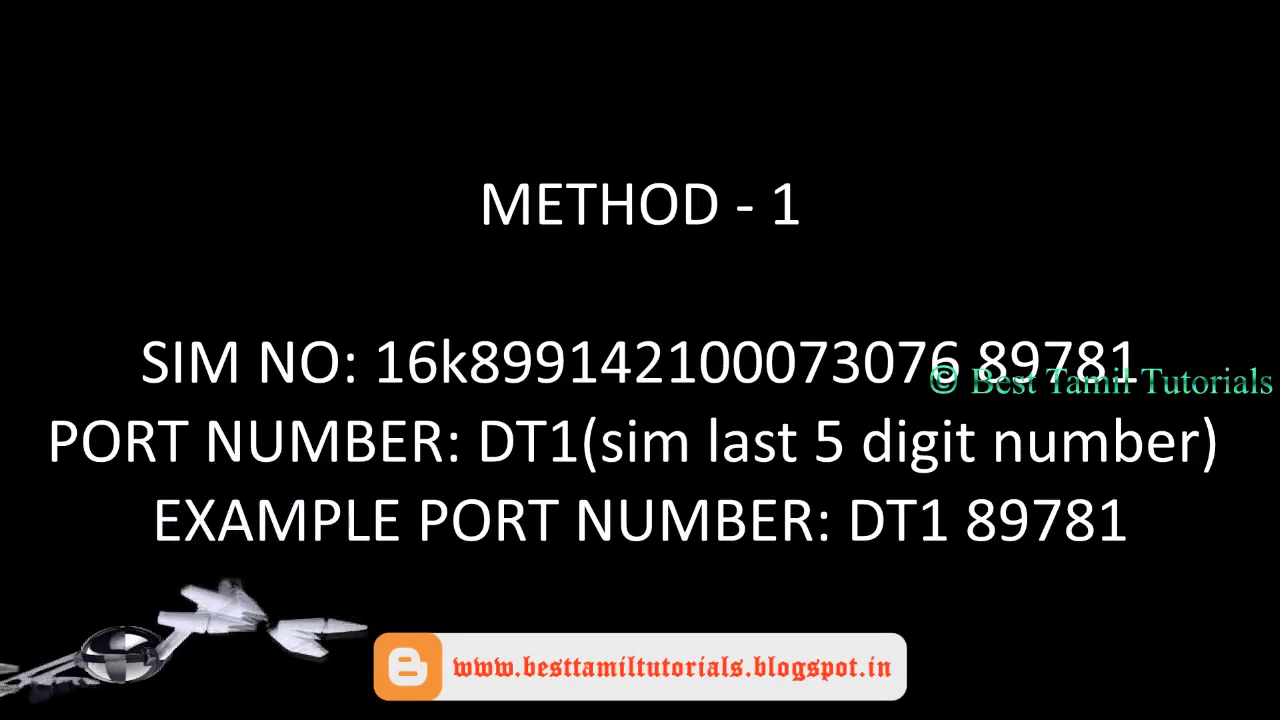 METHOD - 1
SIM NO: 16k899142100073076 89781
© Best Tamil Tutorials
PORT NUMBER: DT1(sim last 5 digit number)
EXAMPLE PORT NUMBER: DT1 89781
www.besttamiltutorials.blogspot.in